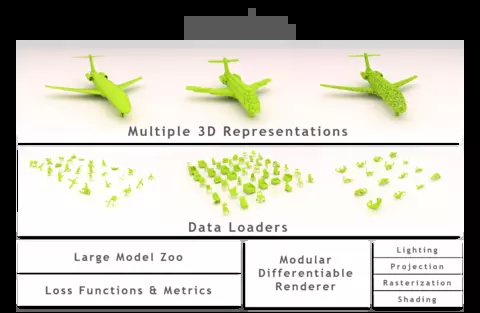 Multiple 3D Representations
Data Loaders
Large Model Zoo
Loss Functions & Metrics
Modular
Differentiable
Renderer
Lighting
Projection
Rasterization
Shading